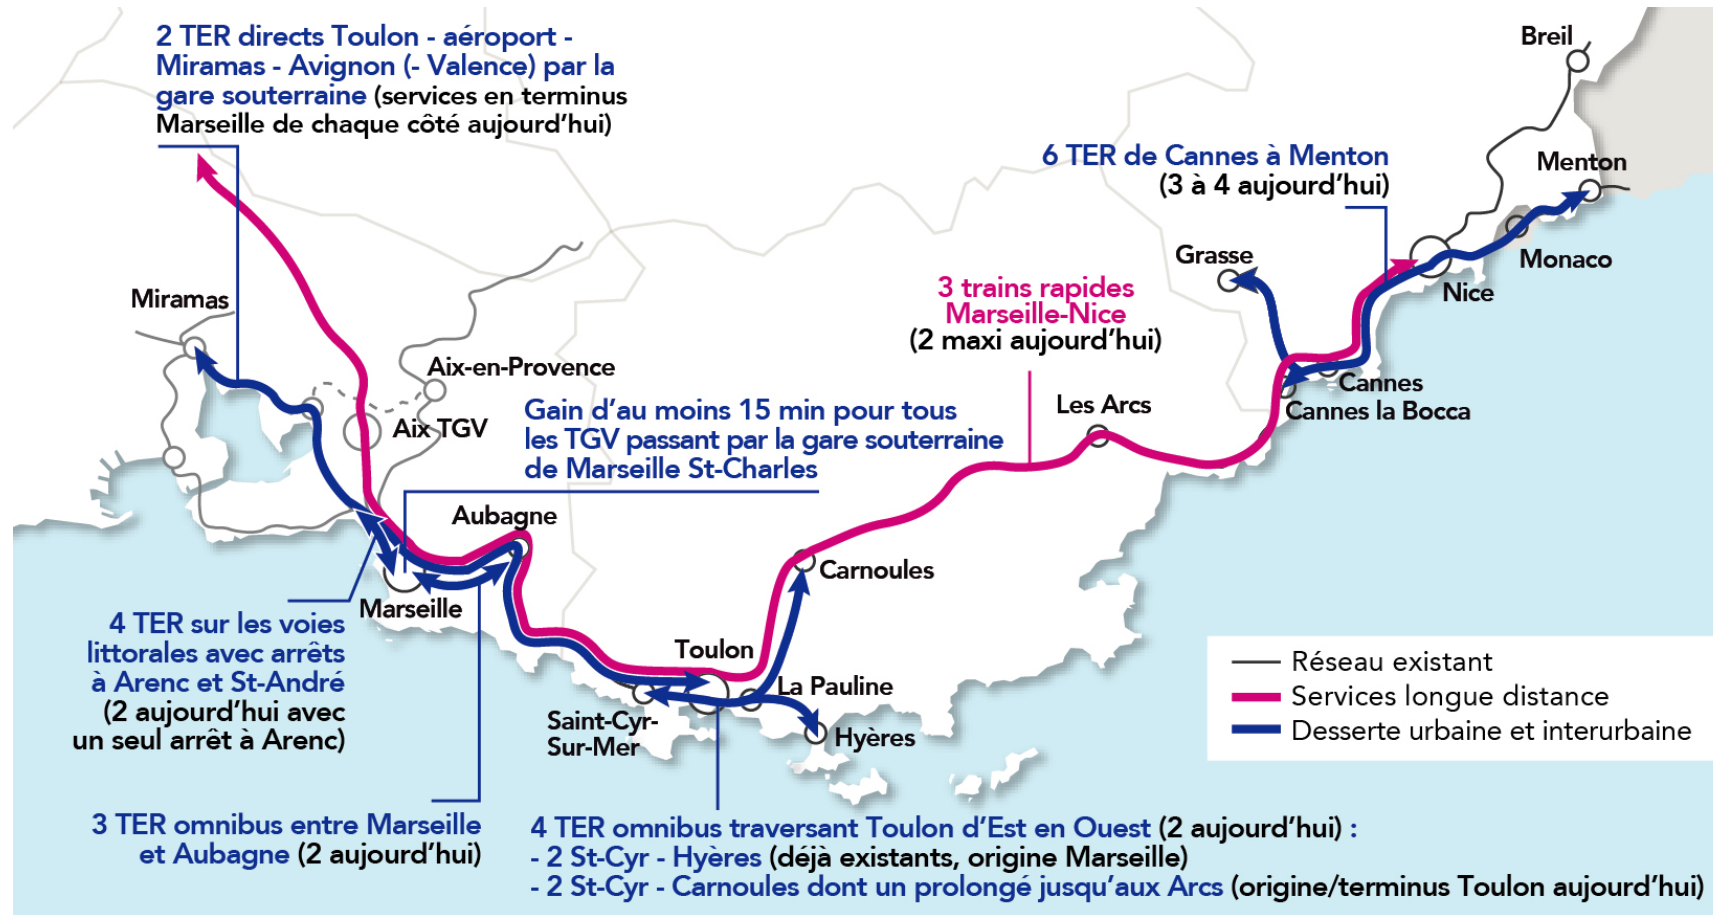 2 TER directs Toulon - aéroport -
Miramas - Avignon (- Valence) par la
gare souterraine (services en terminus
Marseille de chaque côté aujourd'hui)
Breil
6 TER de Cannes à Menton
(3 à 4 aujourd'hui)
Menton
Grasse
Monaco
Nice
Miramas
3 trains rapides
Marseille-Nice
(2 maxi aujourd'hui)
Aix-en-Provence
Cannes
Cannes la Bocca
Les Arcs
Aix TGV
Gain d'au moins 15 min pour tous
les TGV passant par la gare souterraine
de Marseille St-Charles
Aubagne
Carnoules
Marseille
4 TER sur les voies
littorales avec arrêts
à Arenc et St-André
(2 aujourd'hui avec
un seul arrêt à Arenc)
Toulon
La Pauline
Saint-Cyr-
Sur-Mer
Hyères
Réseau existant
Services longue distance
Desserte urbaine et interurbaine
3 TER omnibus entre Marseille
et Aubagne (2 aujourd'hui)
4 TER omnibus traversant Toulon d'Est en Ouest (2 aujourd'hui) :
- 2 St-Cyr - Hyères (déjà existants, origine Marseille)
- 2 St-Cyr - Carnoules dont un prolongé jusqu'aux Arcs (origine/terminus Toulon aujourd'hui)